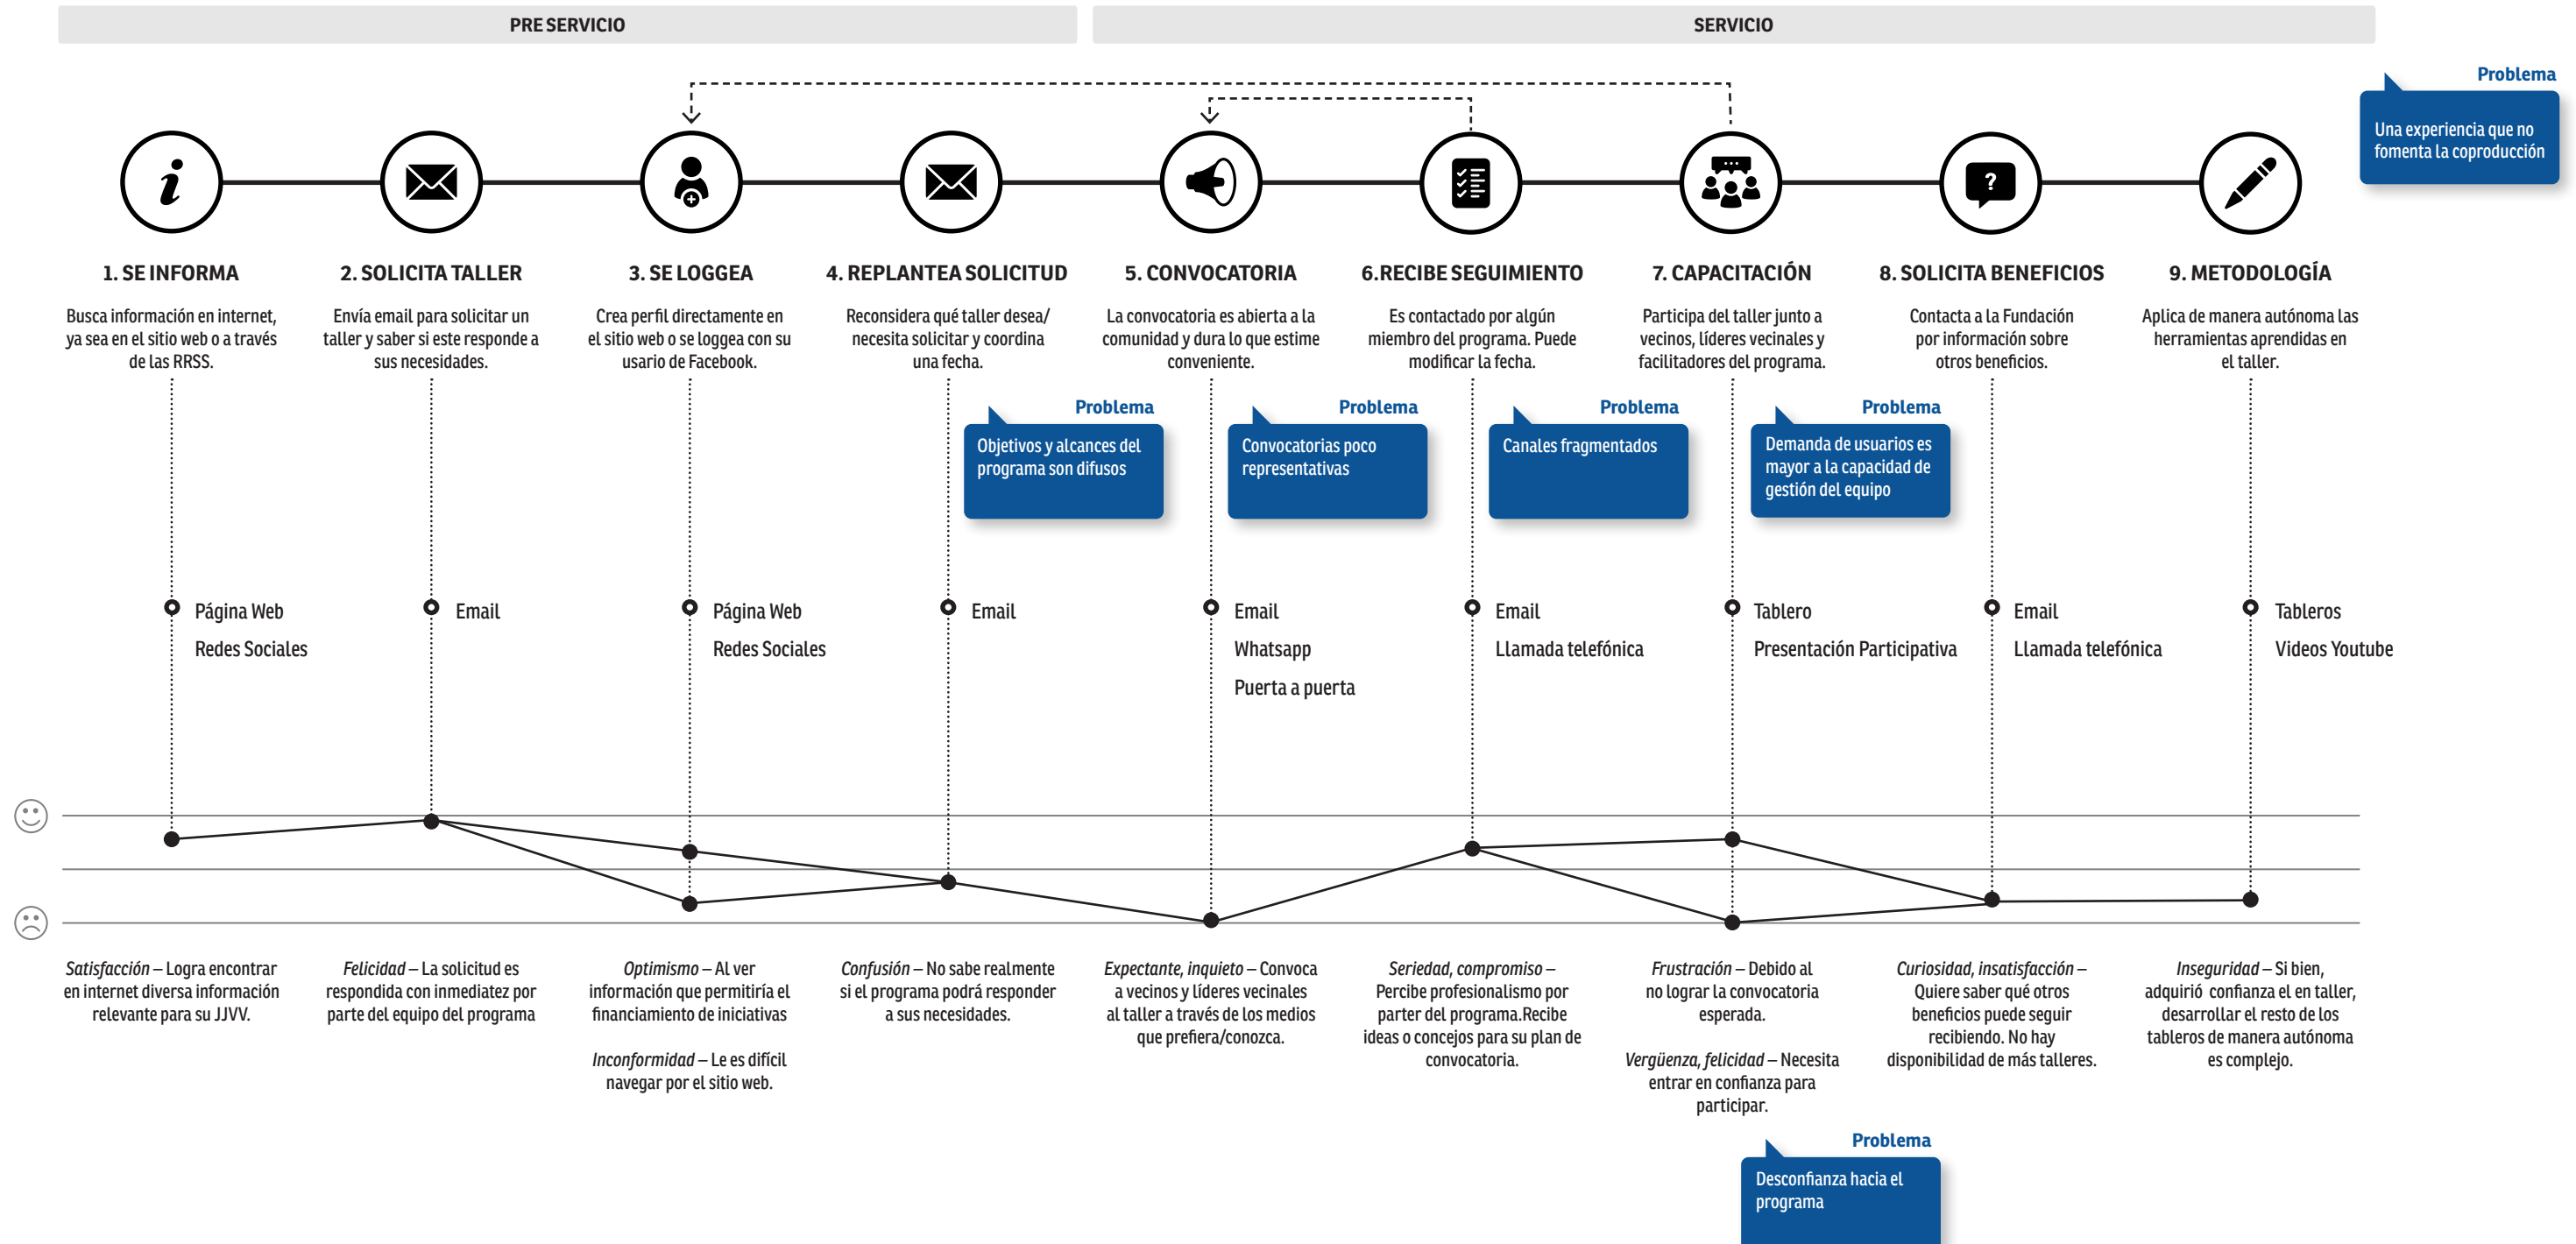 PRE SERVICIO
SERVICIO
Problema
Una experiencia que no
fomenta la coproducción
1. SE INFORMA
Busca información en internet,
ya sea en el sitio web o a través
de las RRSS.
2. SOLICITA TALLER
Envía email para solicitar un
taller y saber si este responde a
sus necesidades.
3. SE LOGGEA
Crea perfil directamente en
el sitio web o se loggea con su
usario de Facebook.
4. REPLANTEA SOLICITUD
Reconsidera qué taller desea/
necesita solicitar y coordina
una fecha.
5. CONVOCATORIA
La convocatoria es abierta a la
comunidad y dura lo que estime
conveniente.
6.RECIBE SEGUIMIENTO
Es contactado por algún
miembro del programa. Puede
modificar la fecha.
7. CAPACITACIÓN
Participa del taller junto a
vecinos, líderes vecinales y
facilitadores del programa.
8. SOLICITA BENEFICIOS
Contacta a la Fundación
por información sobre
otros beneficios.
9. METODOLOGÍA
Aplica de manera autónoma las
herramientas aprendidas en
el taller.
Problema
Objetivos y alcances del
programa son difusos
Problema
Convocatorias poco
representativas
Problema
Canales fragmentados
Problema
Demanda de usuarios es
mayor a la capacidad de
gestión del equipo
Página Web
Redes Sociales
Email
Página Web
Redes Sociales
Email
Email
Whatsapp
Puerta a puerta
Email
Llamada telefónica
Tablero
Presentación Participativa
Email
Llamada telefónica
Tableros
Videos Youtube
Satisfacción – Logra encontrar
en internet diversa información
relevante para su JJVV.
Felicidad – La solicitud es
respondida con inmediatez por
parte del equipo del programa
Optimismo – Al ver
información que permitiría el
financiamiento de iniciativas
Inconformidad – Le es difícil
navegar por el sitio web.
Confusión – No sabe realmente
si el programa podrá responder
a sus necesidades.
Expectante, inquieto – Convoca
a vecinos y líderes vecinales
al taller a través de los medios
que prefiera/conozca.
Seriedad, compromiso –
Percibe profesionalismo por
parter del programa.Recibe
ideas o concejos para su plan de
convocatoria.
Frustración – Debido al
no lograr la convocatoria
esperada.
Vergüenza, felicidad – Necesita
entrar en confianza para
participar.
Curiosidad, insatisfacción –
Quiere saber qué otros
beneficios puede seguir
recibiendo. No hay
disponibilidad de más talleres.
Inseguridad – Si bien,
adquirió confianza el en taller,
desarrollar el resto de los
tableros de manera autónoma
es complejo.
Problema
Desconfianza hacia el
programa